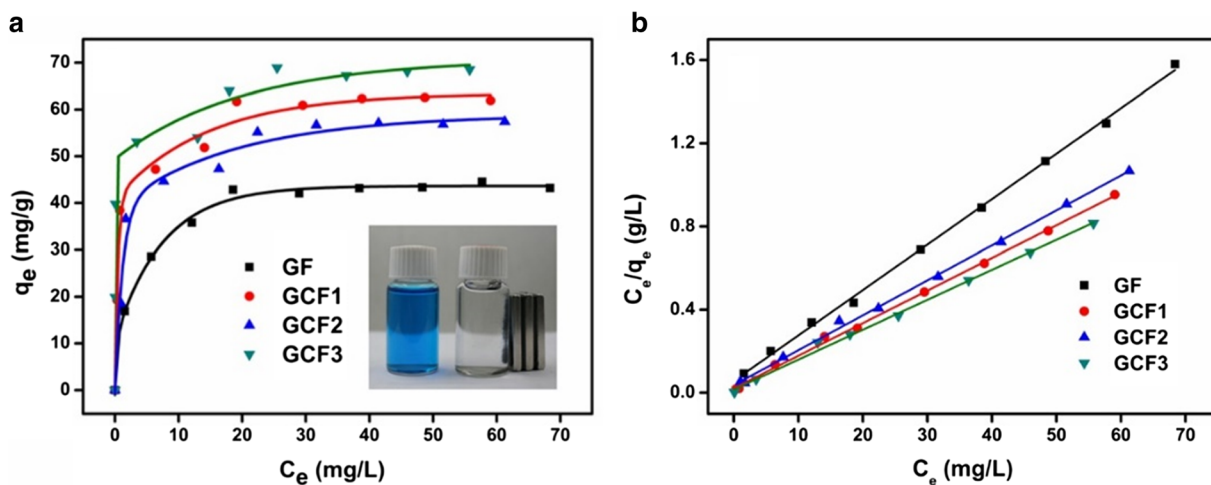 a
70
60
50
40
30
20
10
0
qe (mg/g)
GF
GCF1
GCF2
GCF3
0 10 20 30 40 50 60 70
Ce (mg/L)
b
1.6
1.2
0.8
0.4
0.0
Ce/qe (g/L)
GF
GCF1
GCF2
GCF3
0 10 20 30 40 50 60 70
Ce (mg/L)